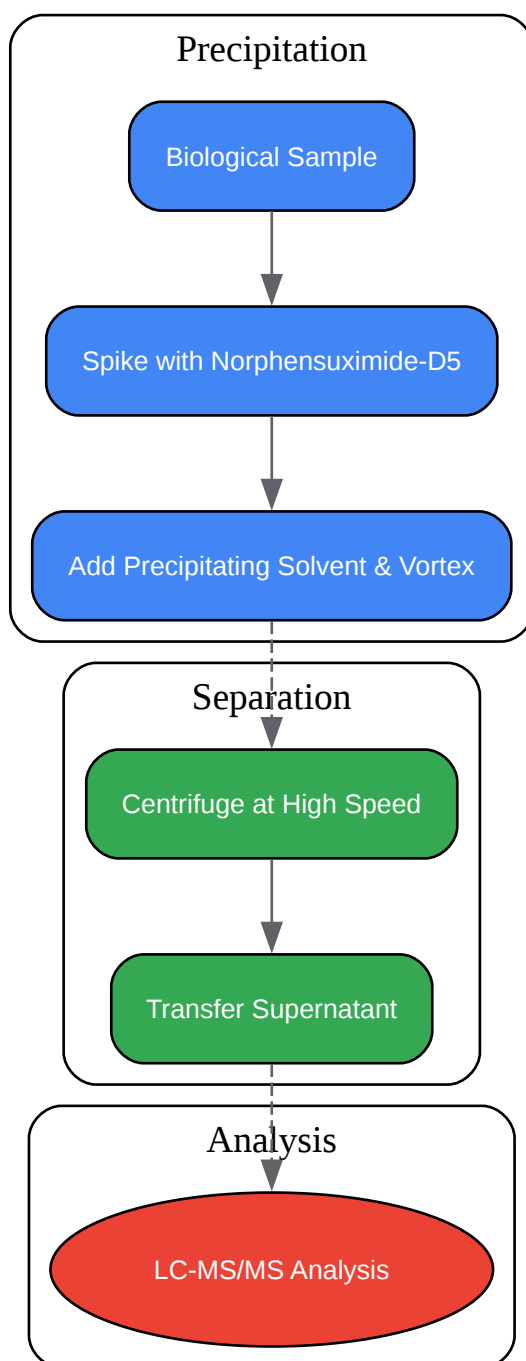 Precipitation
Biological Sample
Spike with Norphensuximide-D5
Add Precipitating Solvent & Vortex
Separation
Centrifuge at High Speed
Transfer Supernatant
Analysis
LC-MS/MS Analysis